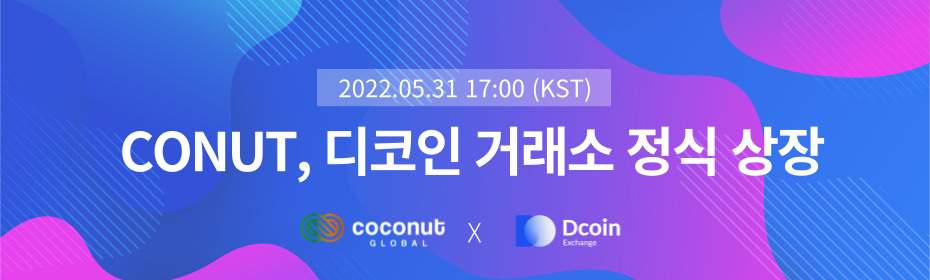 2022.05.31 17:00 (KST)
CONUT, 디코인 거래소 정식 상장
coconut
GLOBAL
X
Dcoin
Exchange